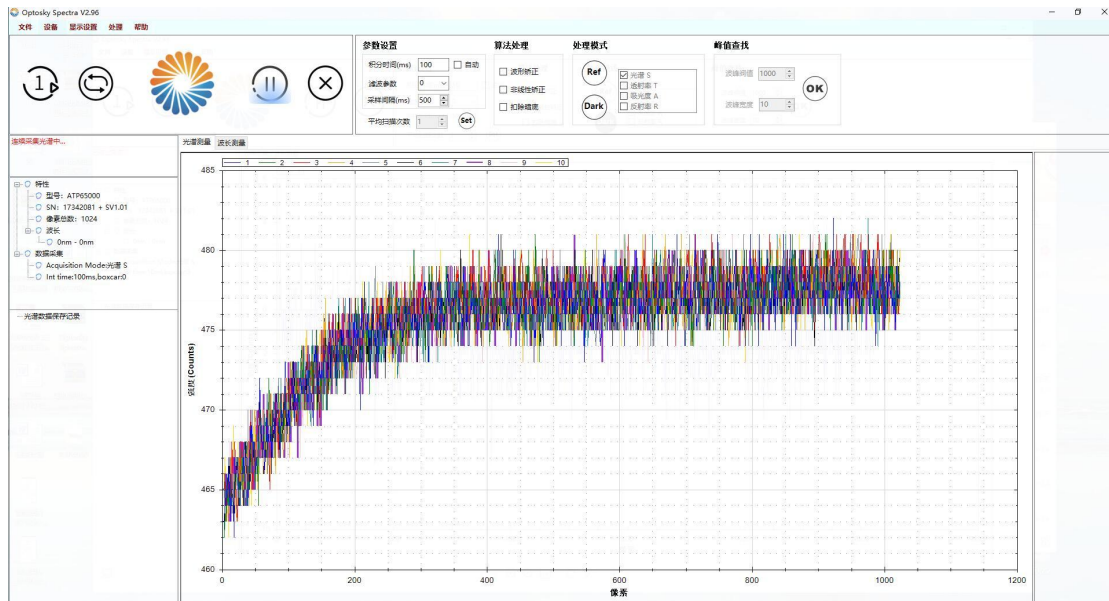 Optosky Spectra V2.96
文件 设备 显示设置 处理 帮助
参数设置
积分时间(ms) 100 自动
滤波参数 0
采样间隔(ms) 500
平均扫描次数 1 Set
算法处理
波形矫正
非线性矫正
扣除暗底
处理模式
Ref
Dark
光谱 S
透射率 T
吸光度 A
反射率 R
峰值查找
波峰阈值 1000
波峰宽度 10
OK
连续采集光谱中...
特性
型号: ATP65000
SN: 17342081 + SV1.01
像素总数: 1024
波长
0nm - 0nm
数据采集
Acquisition Mode:光谱 S
Int time:100ms,boxcar:0
光谱数据保存记录
光谱测量 波长测量
1 2 3 4 5 6 7 8 9 10
485
480
475
470
465
460
强度 (Counts)
0 200 400 600 800 1000 1200
像素